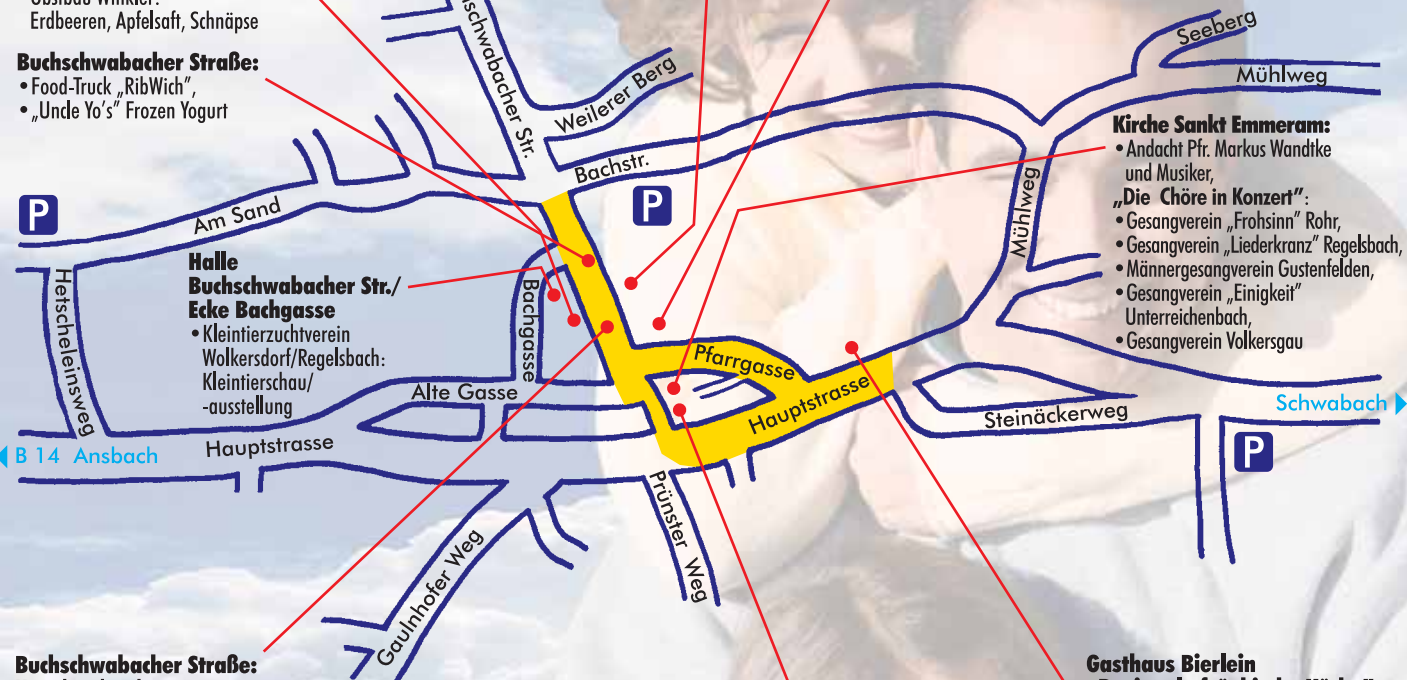 Erdbeeren, Apfelsaft, Schnäpse
Buchschwabacher Straße:
• Food-Truck „RibWich”,
• „Uncle Yo’s” Frozen Yogurt
Weilerer Berg
Seeberg
Mühlweg
Bachstr.
P
P
Am Sand
Kirche Sankt Emmeram:
• Andacht Pfr. Markus Wandtke
und Musiker,
„Die Chöre in Konzert”:
• Gesangverein „Frohsinn” Rohr,
• Gesangverein „Liederkranz” Regelsbach,
• Männergesangverein Gustenfelden,
• Gesangverein „Einigkeit”
Unterreichenbach,
• Gesangverein Volkersgau
Mühlweg
Halle
Buchschwabacher Str./
Ecke Bachgasse
• Kleintierzuchtverein
Wolkersdorf/Regelsbach:
Kleintierschau/
-ausstellung
Hetscheleinsweg
Bachgasse
Pfarrgasse
Alte Gasse
Hauptstrasse
Steinäckerweg
Schwabach
Hauptstrasse
B 14 Ansbach
P
Prünster Weg
Gaulnhofer Weg
Buchschwabacher Straße:
Gasthaus Bierlein